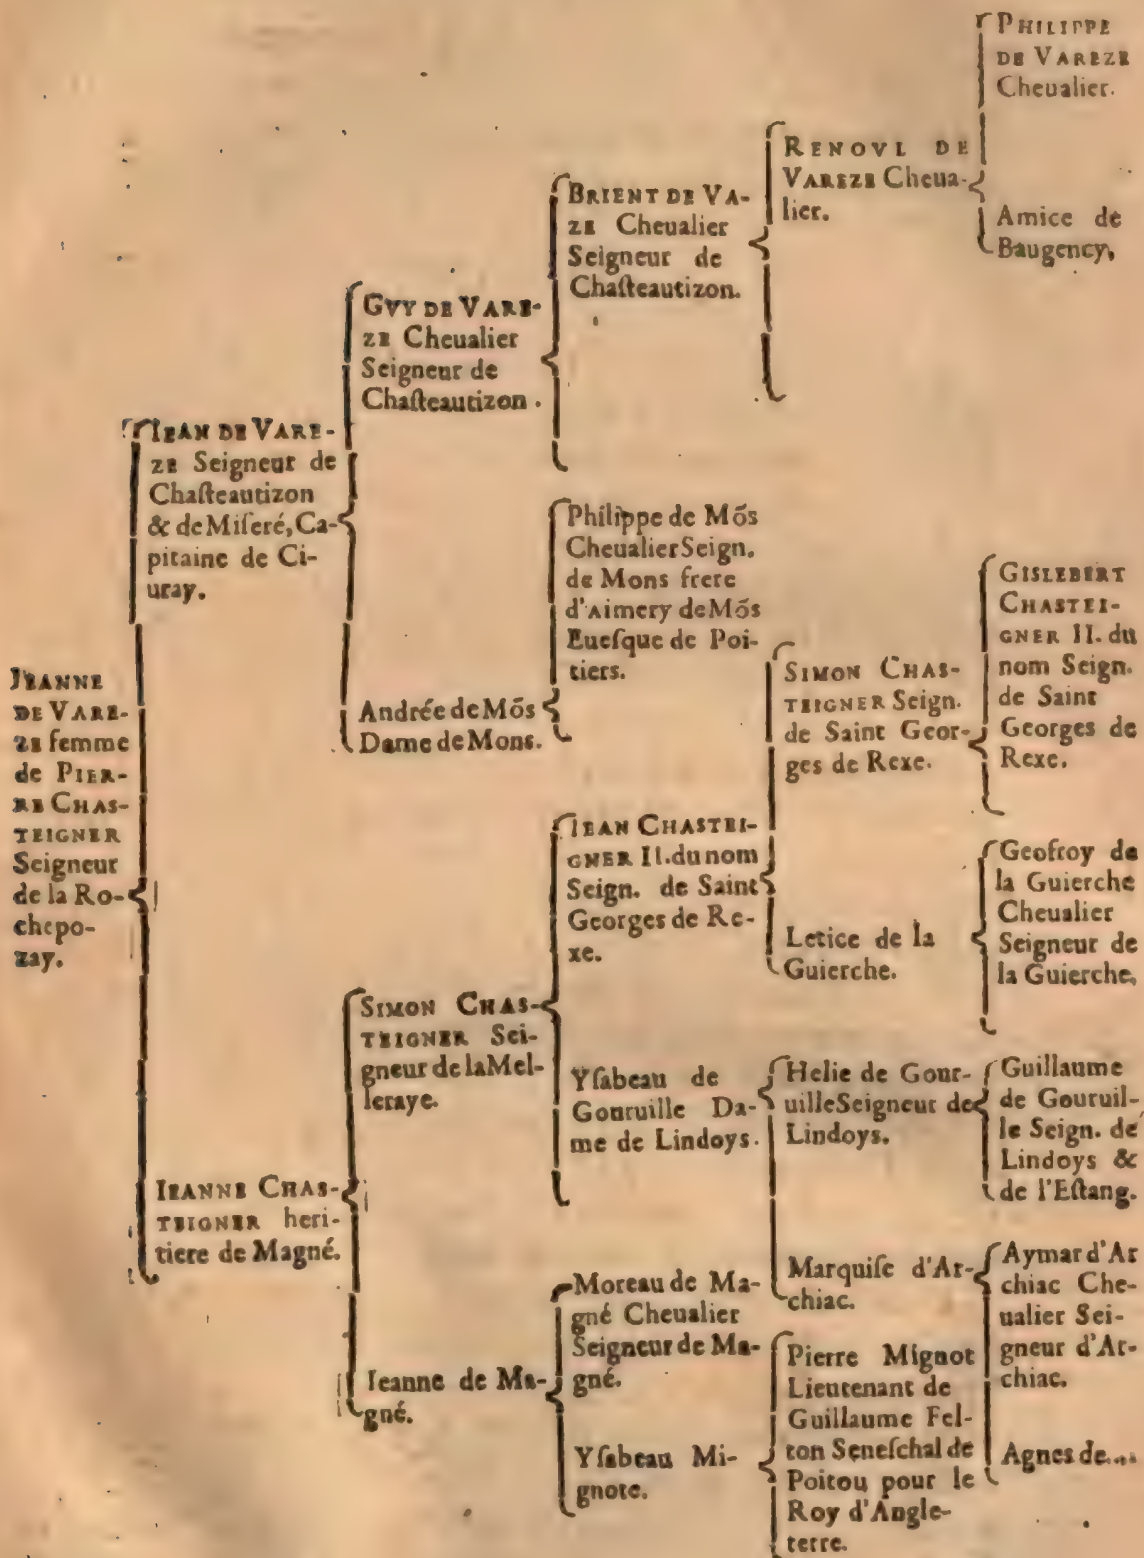 JEANNE
DE VARE-
ZE femme
de PIER-
RE CHAS-
TEIGNER
Seigneur
de la Ro-
chepo-
zay.
IEAN DE VARE-
ZE Seigneur de
Chaſteautizon
& de Miſeré, Ca-
pitaine de Ci-
uray.
GVY DE VARE-
ZE Cheualier
Seigneur de
Chaſteautizon.
BRIENT DE VA-
ZE Cheualier
Seigneur de
Chaſteautizon.
RENOVL DE
VAREZE Cheua-
lier.
PHILIPPE
DE VAREZE
Cheualier.
Amice de
Baugency,
Andrée de Mõs
Dame de Mons.
Philippe de Mõs
Cheualier Seign.
de Mons frere
d'Aimery de Mõs
Eueſque de Poi-
tiers.
IEANNE CHAS-
TEIGNER heri-
tiere de Magné.
SIMON CHAS-
TEIGNER Sei-
gneur de la Mel-
leraye.
IEAN CHASTEI-
GNER II. du nom
Seign. de Saint
Georges de Re-
xe.
SIMON CHAS-
TEIGNER Seign.
de Saint Geor-
ges de Rexe.
GISLEBERT
CHASTEI-
GNER II. du
nom Seign.
de Saint
Georges de
Rexe.
Letice de la
Guierche.
Geofroy de
la Guierche
Cheualier
Seigneur de
la Guierche,
Yſabeau de
Gouruille Da-
me de Lindoys.
Helie de Gour-
uille Seigneur de
Lindoys.
Guillaume
de Gouruil-
le Seign. de
Lindoys &
de l'Eſtang.
Marquiſe d'Ar-
chiac.
Aymar d'Ar
chiac Che-
ualier Sei-
gneur d'Ar-
chiac.
Agnes de...
Ieanne de Ma-
gné.
Moreau de Ma-
gné Cheualier
Seigneur de Ma-
gné.
Yſabeau Mi-
gnote.
Pierre Mignot
Lieutenant de
Guillaume Fel-
ton Seneſchal de
Poitou pour le
Roy d'Angle-
terre.